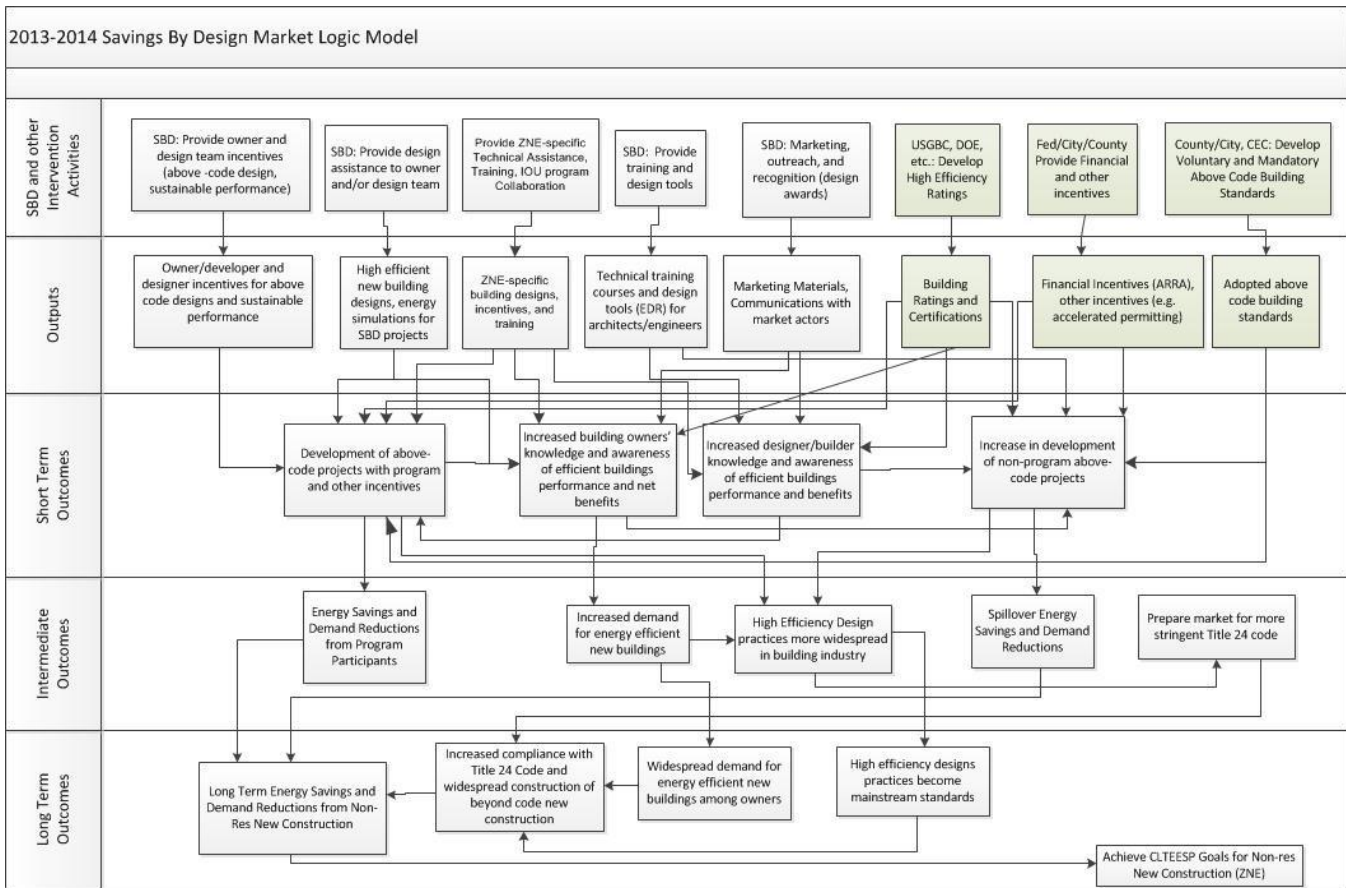 2013-2014 Savings By Design Market Logic Model
SBD and other
Intervention
Activities
SBD: Provide owner and
design team incentives
(above -code design,
sustainable performance)
SBD: Provide design
assistance to owner
and/or design team
Provide ZNE-specific
Technical Assistance,
Training, IOU program
Collaboration
SBD: Provide
training and
design tools
SBD: Marketing,
outreach, and
recognition (design
awards)
USGBC, DOE,
etc.: Develop
High Efficiency
Ratings
Fed/City/County
Provide Financial
and other
incentives
County/City, CEC: Develop
Voluntary and Mandatory
Above Code Building
Standards
Outputs
Owner/developer and
designer incentives for above
code designs and sustainable
performance
High efficient
new building
designs, energy
simulations for
SBD projects
ZNE-specific
building designs,
incentives, and
training
Technical training
courses and design
tools (EDR) for
architects/engineers
Marketing Materials,
Communications with
market actors
Building
Ratings and
Certifications
Financial Incentives (ARRA),
other incentives (e.g.
accelerated permitting)
Adopted above
code building
standards
Short Term
Outcomes
Development of above-
code projects with program
and other incentives
Increased building owners'
knowledge and awareness
of efficient buildings
performance and net
benefits
Increased designer/builder
knowledge and awareness
of efficient buildings
performance and benefits
Increase in development
of non-program above-
code projects
Intermediate
Outcomes
Energy Savings and
Demand Reductions
from Program
Participants
Increased demand
for energy efficient
new buildings
High Efficiency Design
practices more widespread
in building industry
Spillover Energy
Savings and Demand
Reductions
Prepare market for more
stringent Title 24 code
Long Term
Outcomes
Long Term Energy Savings and
Demand Reductions from Non-
Res New Construction
Increased compliance with
Title 24 Code and
widespread construction of
beyond code new
construction
Widespread demand for
energy efficient new
buildings among owners
High efficiency designs
practices become
mainstream standards
Achieve CLTEESP Goals for Non-res
New Construction (ZNE)